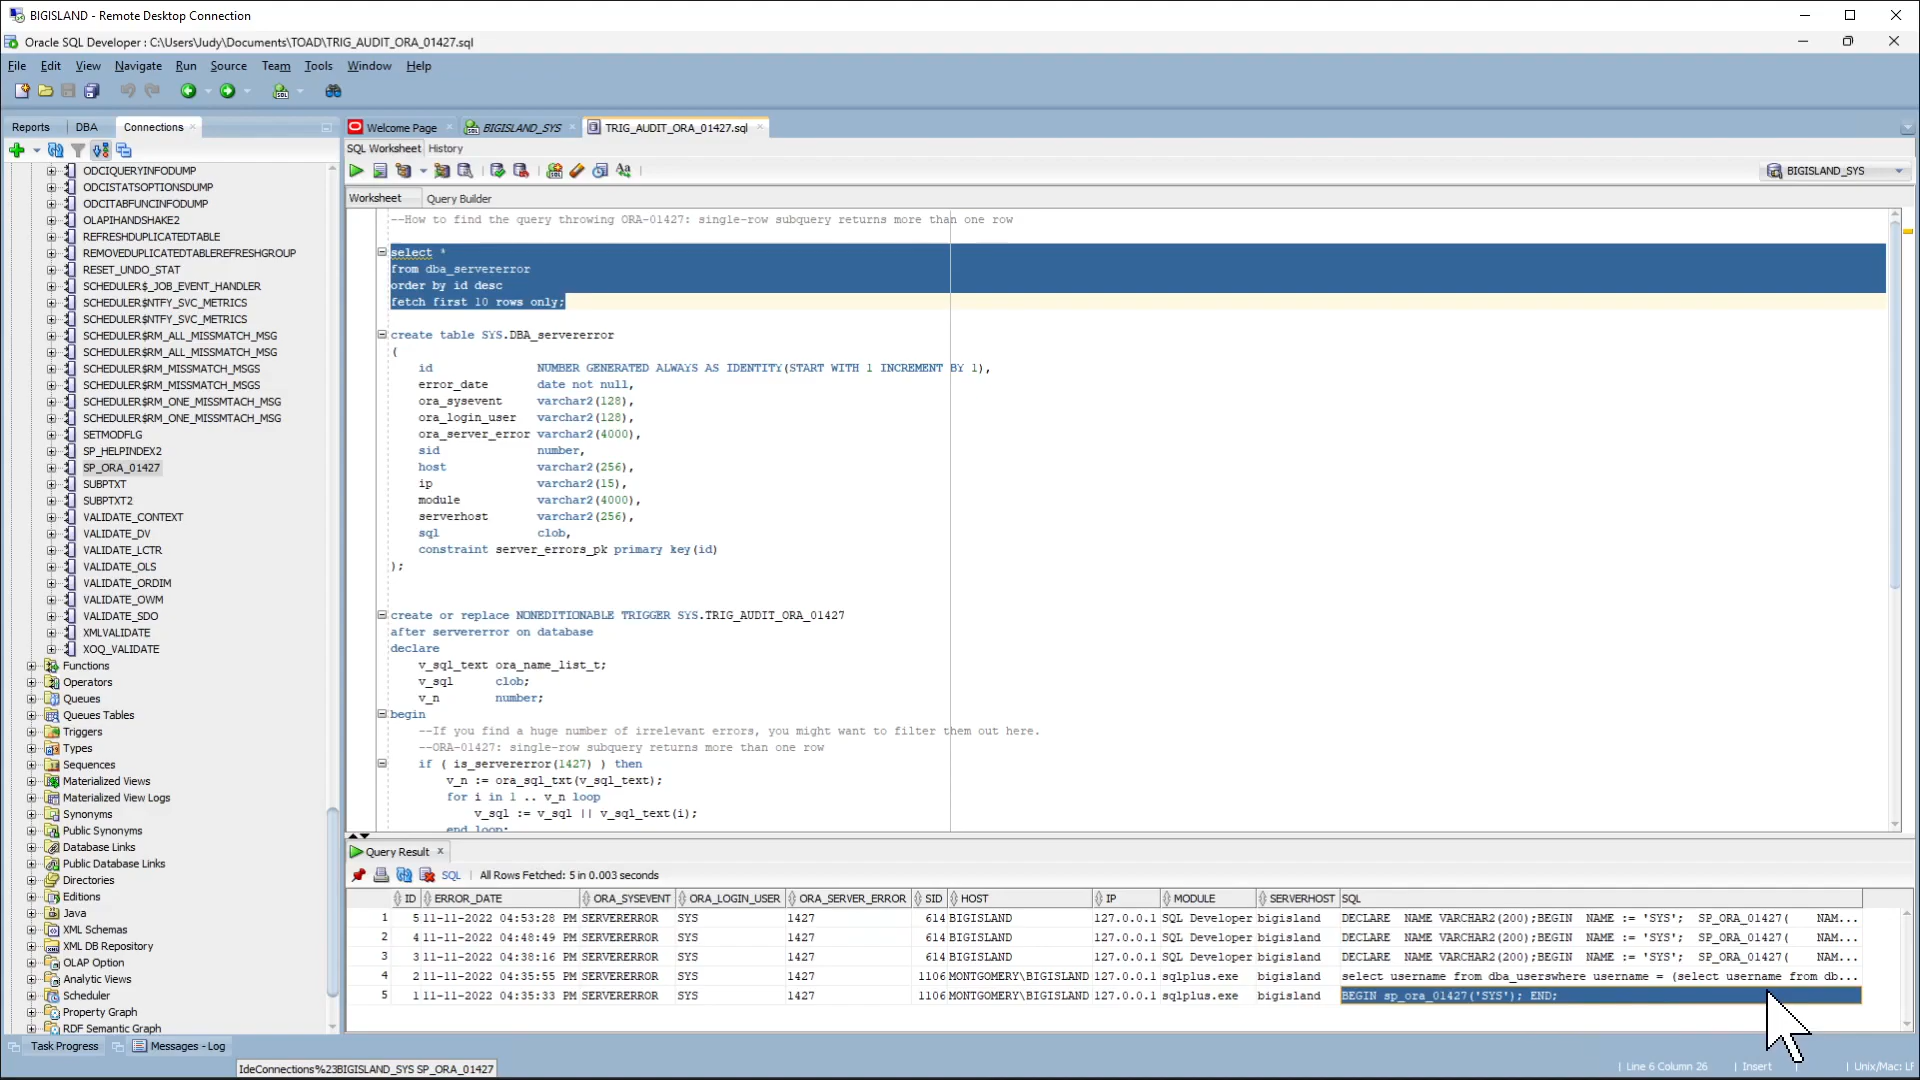 BIGISLAND - Remote Desktop Connection
Oracle SQL Developer : C:\Users\Judy\Documents\TOAD\TRIG_AUDIT_ORA_01427.sql
File Edit View Navigate Run Source Team Tools Window Help
Reports DBA Connections
Welcome Page BIGISLAND_SYS TRIG_AUDIT_ORA_01427.sql
SQL Worksheet History
BIGISLAND_SYS
Worksheet Query Builder
ODCIQUERYINFODUMP
ODCISTATSOPTIONSDUMP
ODCITABFUNCINFODUMP
OLAPIHANDSHAKE2
REFRESHDUPLICATEDTABLE
REMOVEDUPLICATEDTABLEREFRESHGROUP
RESET_UNDO_STAT
SCHEDULER$_JOB_EVENT_HANDLER
SCHEDULER$NTFY_SVC_METRICS
SCHEDULER$NTFY_SVC_METRICS
SCHEDULER$RM_ALL_MISSMATCH_MSG
SCHEDULER$RM_ALL_MISSMATCH_MSG
SCHEDULER$RM_MISSMATCH_MSGS
SCHEDULER$RM_MISSMATCH_MSGS
SCHEDULER$RM_ONE_MISSMTACH_MSG
SCHEDULER$RM_ONE_MISSMTACH_MSG
SETMODFLG
SP_HELPINDEX2
SP_ORA_01427
SUBPTXT
SUBPTXT2
VALIDATE_CONTEXT
VALIDATE_DV
VALIDATE_LCTR
VALIDATE_OLS
VALIDATE_ORDIM
VALIDATE_OWM
VALIDATE_SDO
XMLVALIDATE
XOQ_VALIDATE
Functions
Operators
Queues
Queues Tables
Triggers
Types
Sequences
Materialized Views
Materialized View Logs
Synonyms
Public Synonyms
Database Links
Public Database Links
Directories
Editions
Java
XML Schemas
XML DB Repository
OLAP Option
Analytic Views
Scheduler
Property Graph
RDF Semantic Graph
--How to find the query throwing ORA-01427: single-row subquery returns more than one row
select *
from dba_servererror
order by id desc
fetch first 10 rows only;
create table SYS.DBA_servererror
(
id NUMBER GENERATED ALWAYS AS IDENTITY(START WITH 1 INCREMENT BY 1),
error_date date not null,
ora_sysevent varchar2(128),
ora_login_user varchar2(128),
ora_server_error varchar2(4000),
sid number,
host varchar2(256),
ip varchar2(15),
module varchar2(4000),
serverhost varchar2(256),
sql clob,
constraint server_errors_pk primary key(id)
);
create or replace NONEDITIONABLE TRIGGER SYS.TRIG_AUDIT_ORA_01427
after servererror on database
declare
v_sql_text ora_name_list_t;
v_sql clob;
v_n number;
begin
--If you find a huge number of irrelevant errors, you might want to filter them out here.
--ORA-01427: single-row subquery returns more than one row
if ( is_servererror(1427) ) then
v_n := ora_sql_txt(v_sql_text);
for i in 1 .. v_n loop
v_sql := v_sql || v_sql_text(i);
end loop;
Query Result
SQL | All Rows Fetched: 5 in 0.003 seconds
ID ERROR_DATE ORA_SYSEVENT ORA_LOGIN_USER ORA_SERVER_ERROR SID HOST IP MODULE SERVERHOST SQL
1 5 11-11-2022 04:53:28 PM SERVERERROR SYS 1427 614 BIGISLAND 127.0.0.1 SQL Developer bigisland DECLARE NAME VARCHAR2(200);BEGIN NAME := 'SYS'; SP_ORA_01427( NAM...
2 4 11-11-2022 04:48:49 PM SERVERERROR SYS 1427 614 BIGISLAND 127.0.0.1 SQL Developer bigisland DECLARE NAME VARCHAR2(200);BEGIN NAME := 'SYS'; SP_ORA_01427( NAM...
3 3 11-11-2022 04:38:16 PM SERVERERROR SYS 1427 614 BIGISLAND 127.0.0.1 SQL Developer bigisland DECLARE NAME VARCHAR2(200);BEGIN NAME := 'SYS'; SP_ORA_01427( NAM...
4 2 11-11-2022 04:35:55 PM SERVERERROR SYS 1427 1106 MONTGOMERY\BIGISLAND 127.0.0.1 sqlplus.exe bigisland select username from dba_userswhere username = (select username from db...
5 1 11-11-2022 04:35:33 PM SERVERERROR SYS 1427 1106 MONTGOMERY\BIGISLAND 127.0.0.1 sqlplus.exe bigisland BEGIN sp_ora_01427('SYS'); END;
Task Progress Messages - Log
IdeConnections%23BIGISLAND_SYS SP_ORA_01427
Line 6 Column 26 Insert Unix/Mac: LF